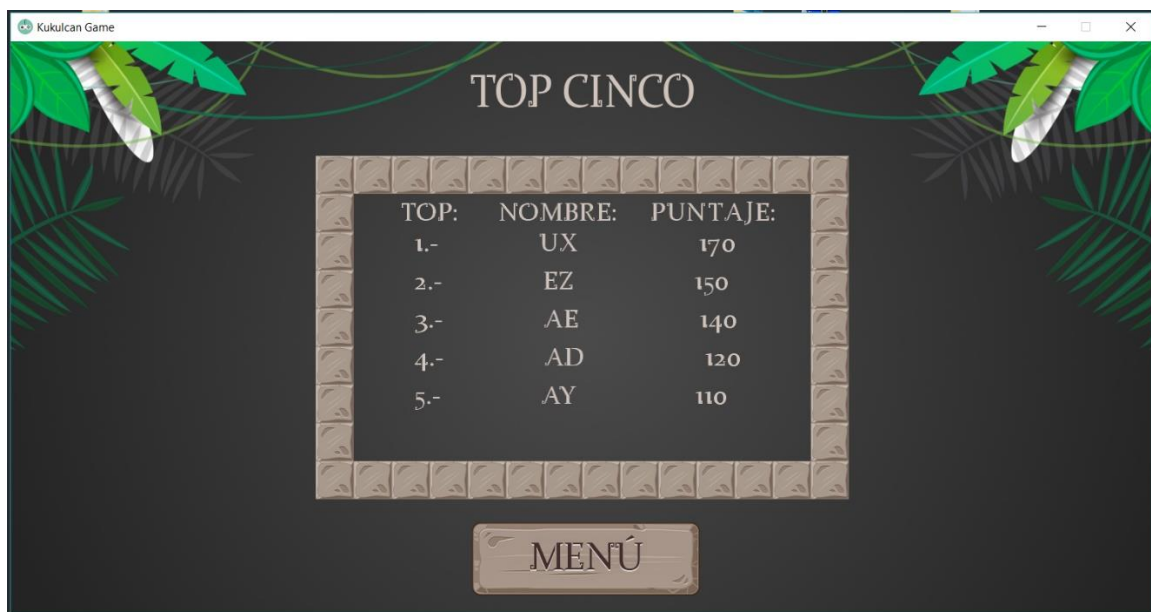 Kukulcan Game
TOP CINCO
TOP: NOMBRE: PUNTAJE:
1.- UX 170
2.- EZ 150
3.- AE 140
4.- AD 120
5.- AY 110
MENÚ